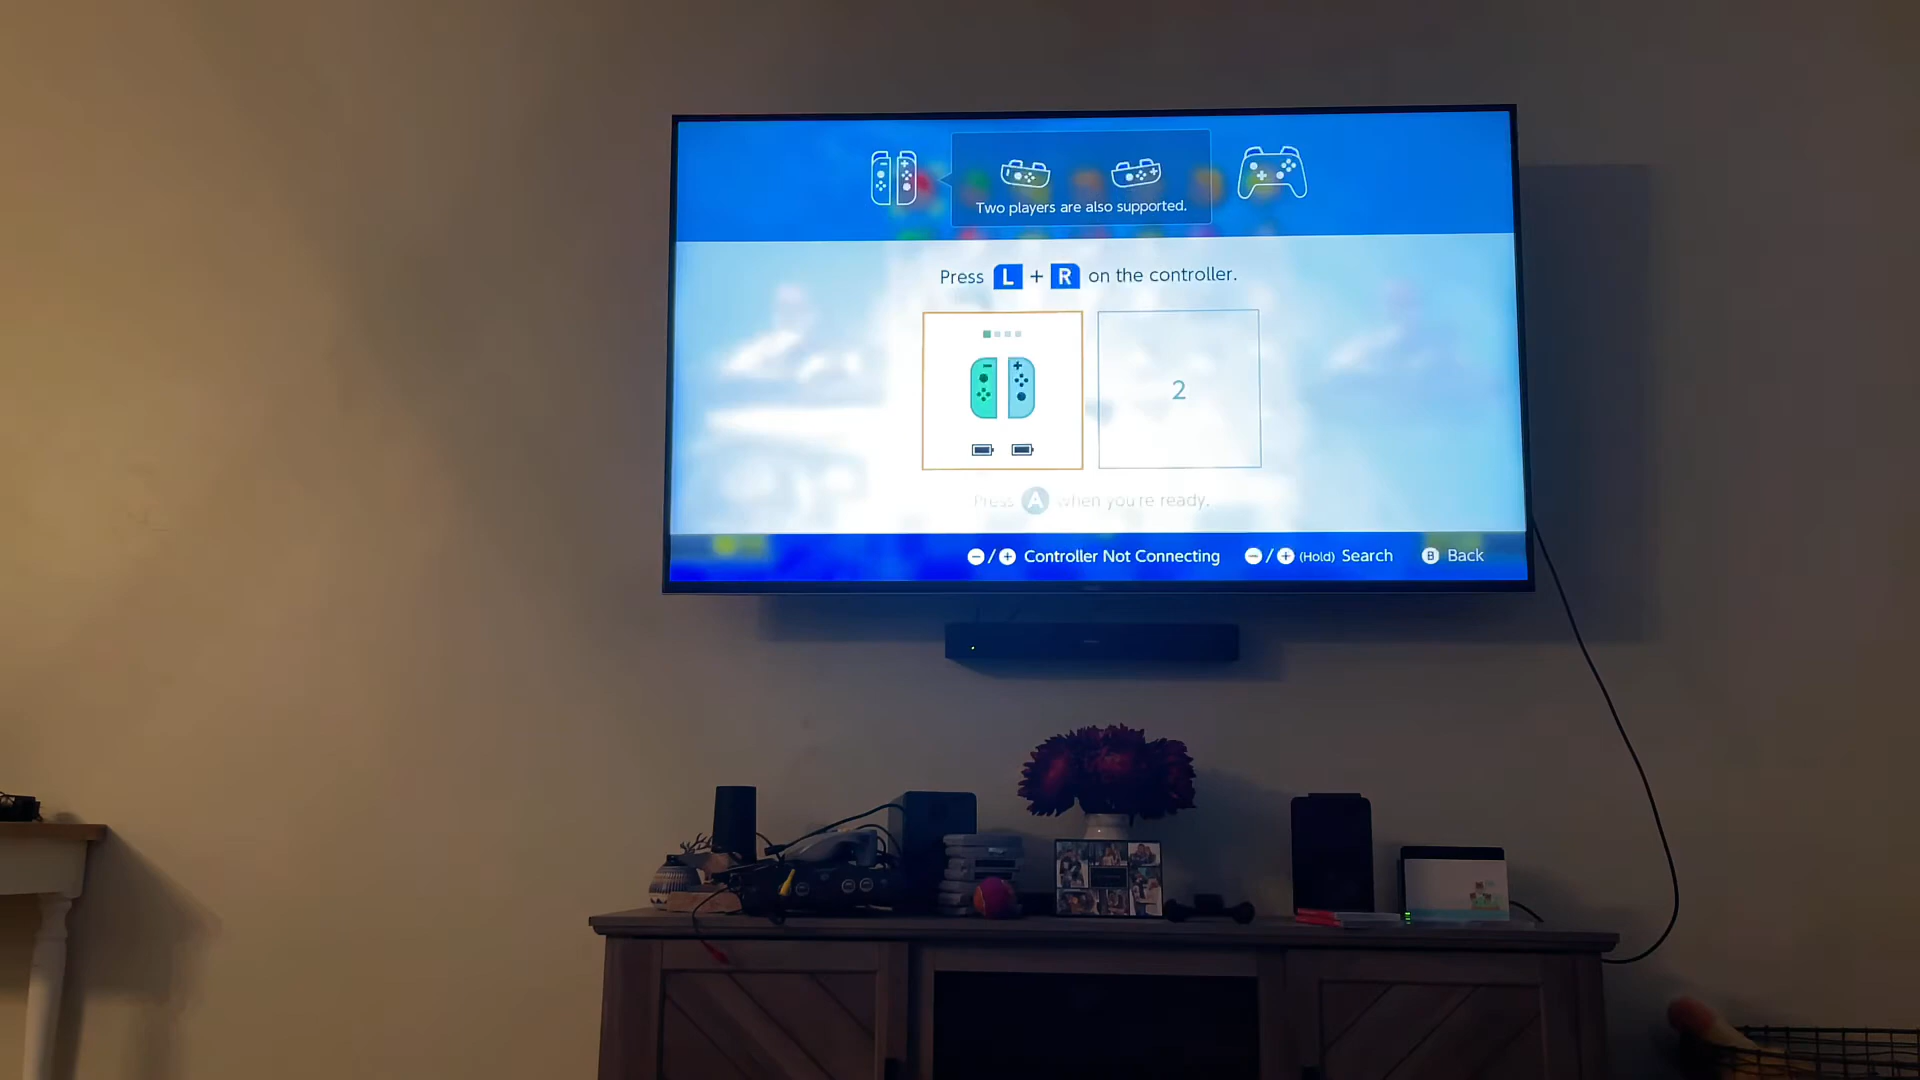 Two players are also supported.
Press L + R on the controller.
2
Press A when you're ready.
−/+ Controller Not Connecting −/+ (Hold) Search B Back